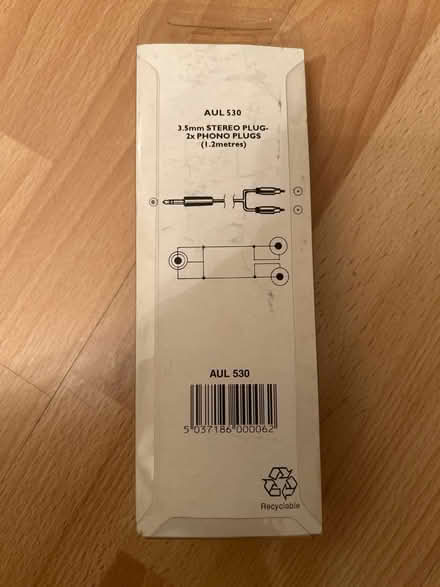 AUL 530
3.5mm STEREO PLUG-
2x PHONO PLUGS
(1.2metres)
AUL 530
5 037186 000062
Recyclable